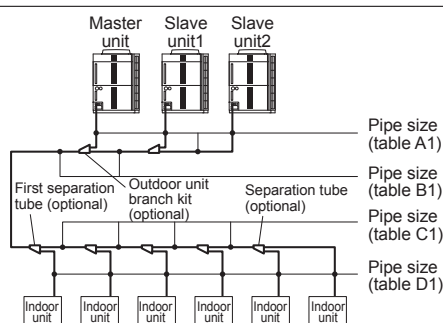 Master unit
Slave unit1
Slave unit2
Pipe size (table A1)
Pipe size (table B1)
First separation tube (optional)
Outdoor unit branch kit (optional)
Separation tube (optional)
Pipe size (table C1)
Pipe size (table D1)
Indoor unit
Indoor unit
Indoor unit
Indoor unit
Indoor unit
Indoor unit